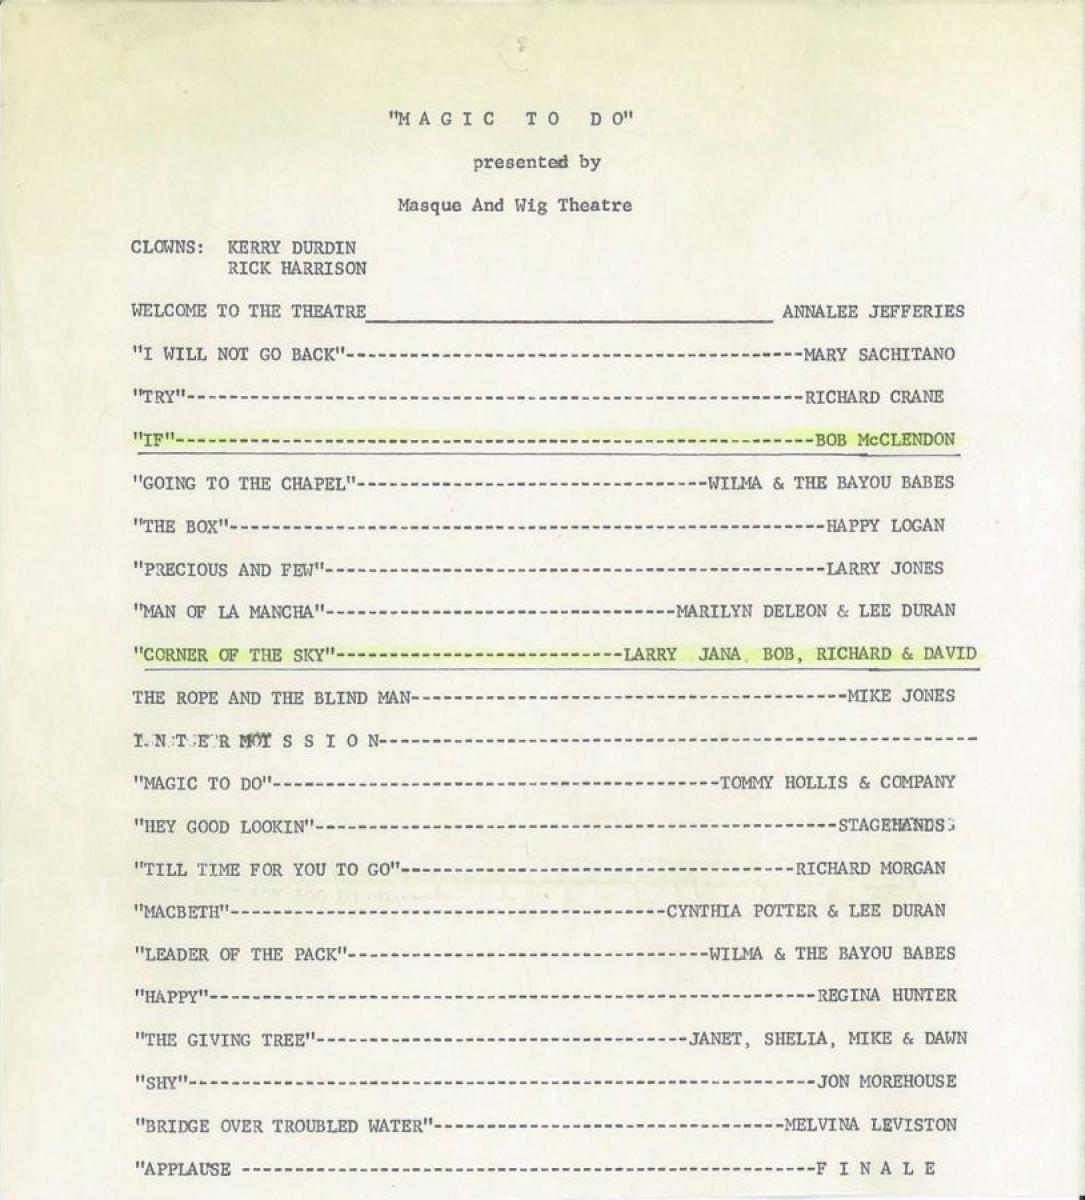 "M A G I C  T O  D O"
presented by
Masque And Wig Theatre
CLOWNS: KERRY DURDIN
RICK HARRISON
WELCOME TO THE THEATRE____________________ANNALEE JEFFERIES
"I WILL NOT GO BACK"--------------------MARY SACHITANO
"TRY"--------------------RICHARD CRANE
"IF"--------------------BOB McCLENDON
"GOING TO THE CHAPEL"--------------------WILMA & THE BAYOU BABES
"THE BOX"--------------------HAPPY LOGAN
"PRECIOUS AND FEW"--------------------LARRY JONES
"MAN OF LA MANCHA"--------------------MARILYN DELEON & LEE DURAN
"CORNER OF THE SKY"--------------------LARRY JANA, BOB, RICHARD & DAVID
THE ROPE AND THE BLIND MAN--------------------MIKE JONES
I N T E R M I S S I O N--------------------
"MAGIC TO DO"--------------------TOMMY HOLLIS & COMPANY
"HEY GOOD LOOKIN"--------------------STAGEHANDS
"TILL TIME FOR YOU TO GO"--------------------RICHARD MORGAN
"MACBETH"--------------------CYNTHIA POTTER & LEE DURAN
"LEADER OF THE PACK"--------------------WILMA & THE BAYOU BABES
"HAPPY"--------------------REGINA HUNTER
"THE GIVING TREE"--------------------JANET, SHELIA, MIKE & DAWN
"SHY"--------------------JON MOREHOUSE
"BRIDGE OVER TROUBLED WATER"--------------------MELVINA LEVISTON
"APPLAUSE --------------------F I N A L E